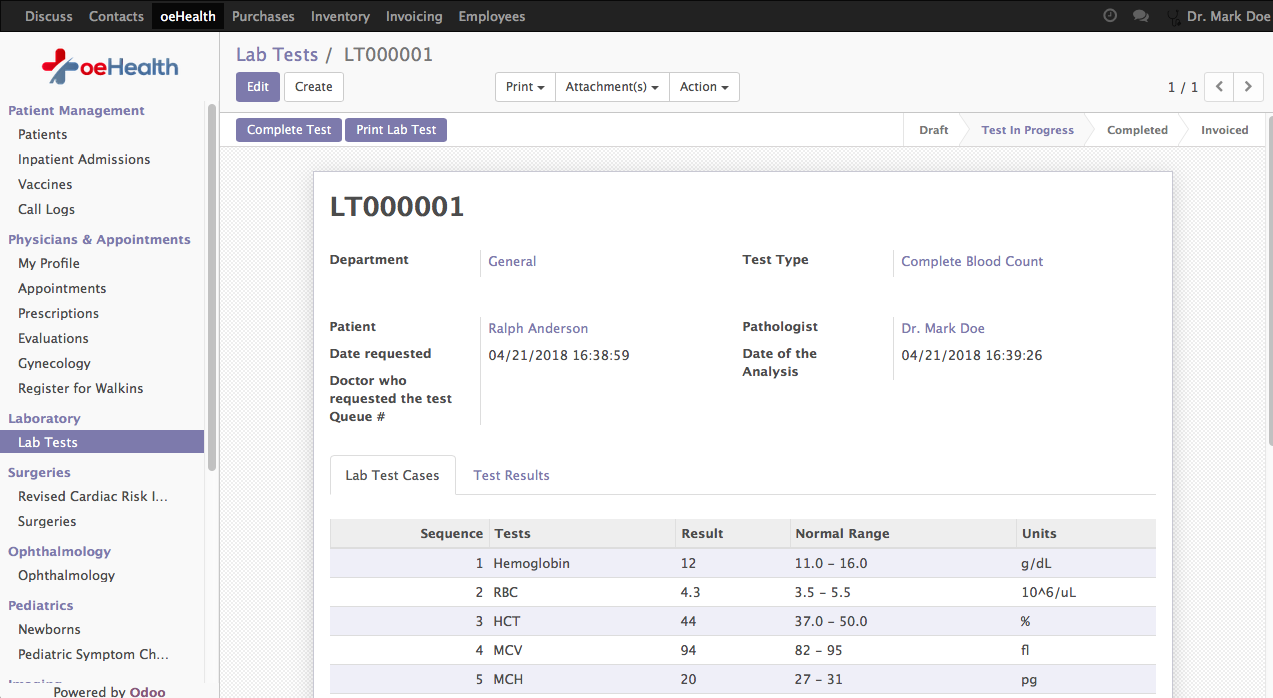 Discuss Contacts oeHealth Purchases Inventory Invoicing Employees Dr. Mark Doe
oeHealth
Patient Management
Patients
Inpatient Admissions
Vaccines
Call Logs
Physicians & Appointments
My Profile
Appointments
Prescriptions
Evaluations
Gynecology
Register for Walkins
Laboratory
Lab Tests
Surgeries
Revised Cardiac Risk I...
Surgeries
Ophthalmology
Ophthalmology
Pediatrics
Newborns
Pediatric Symptom Ch...
Powered by Odoo
Lab Tests / LT000001
Edit Create Print Attachment(s) Action 1 / 1
Complete Test Print Lab Test Draft Test In Progress Completed Invoiced
LT000001
Department General Test Type Complete Blood Count
Patient Ralph Anderson Pathologist Dr. Mark Doe
Date requested 04/21/2018 16:38:59 Date of the 04/21/2018 16:39:26
Analysis
Doctor who
requested the test
Queue #
Lab Test Cases Test Results
Sequence Tests Result Normal Range Units
1 Hemoglobin 12 11.0 - 16.0 g/dL
2 RBC 4.3 3.5 - 5.5 10^6/uL
3 HCT 44 37.0 - 50.0 %
4 MCV 94 82 - 95 fl
5 MCH 20 27 - 31 pg